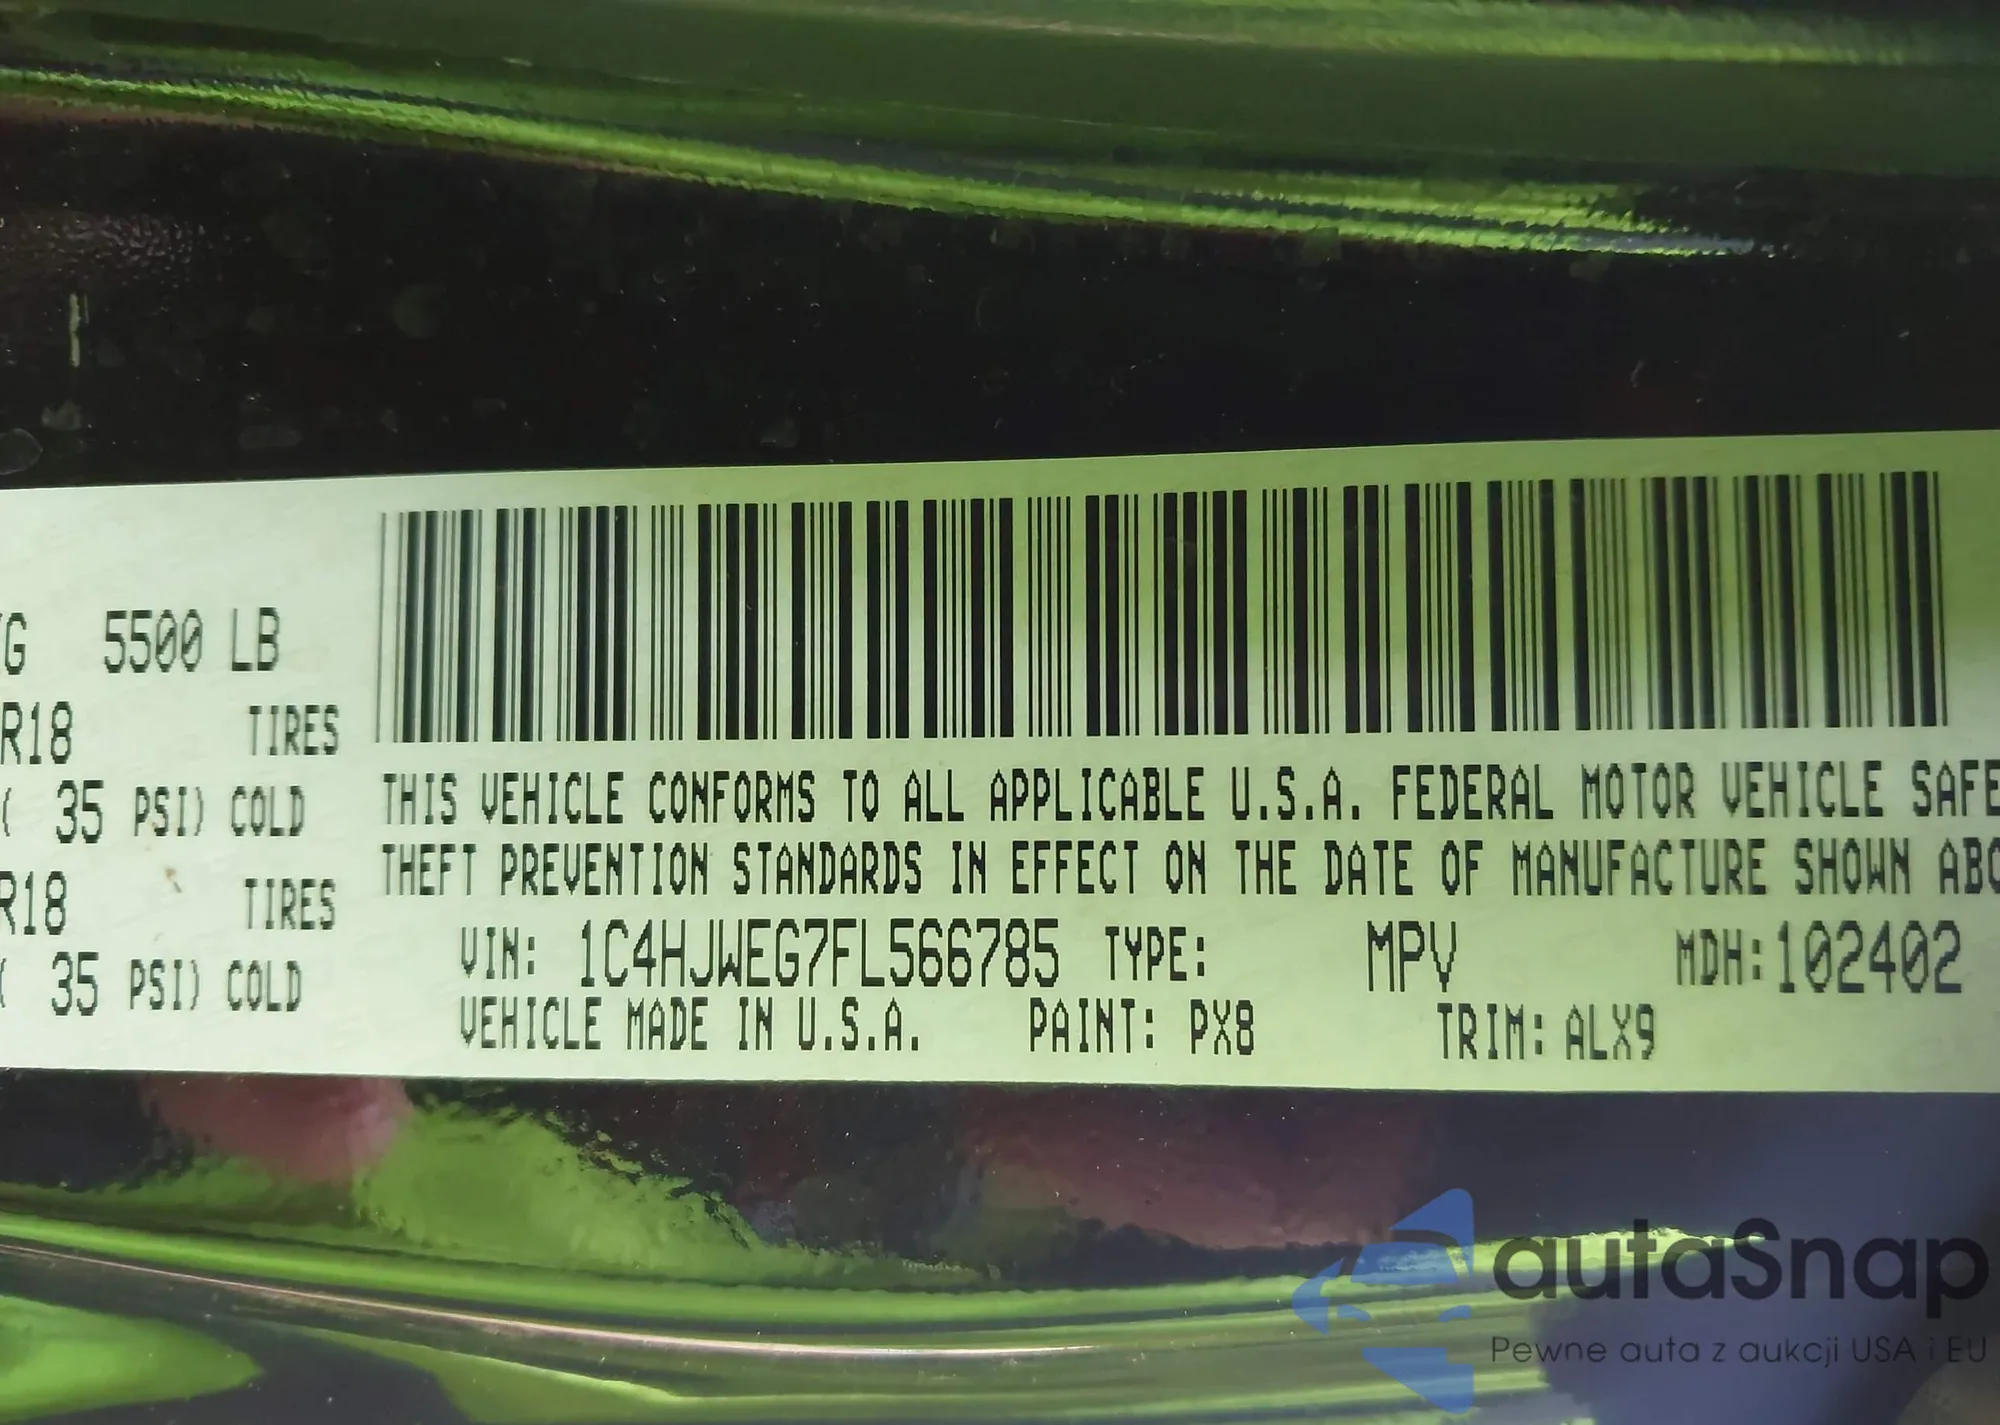 G 5500 LB
R18 TIRES
( 35 PSI) COLD
R18 TIRES
( 35 PSI) COLD
THIS VEHICLE CONFORMS TO ALL APPLICABLE U.S.A. FEDERAL MOTOR VEHICLE SAFE
THEFT PREVENTION STANDARDS IN EFFECT ON THE DATE OF MANUFACTURE SHOWN ABO
VIN: 1C4HJWEG7FL566785 TYPE: MPV MDH:102402
VEHICLE MADE IN U.S.A. PAINT: PX8 TRIM: ALX9
autaSnap
Pewne auta z aukcji USA i EU